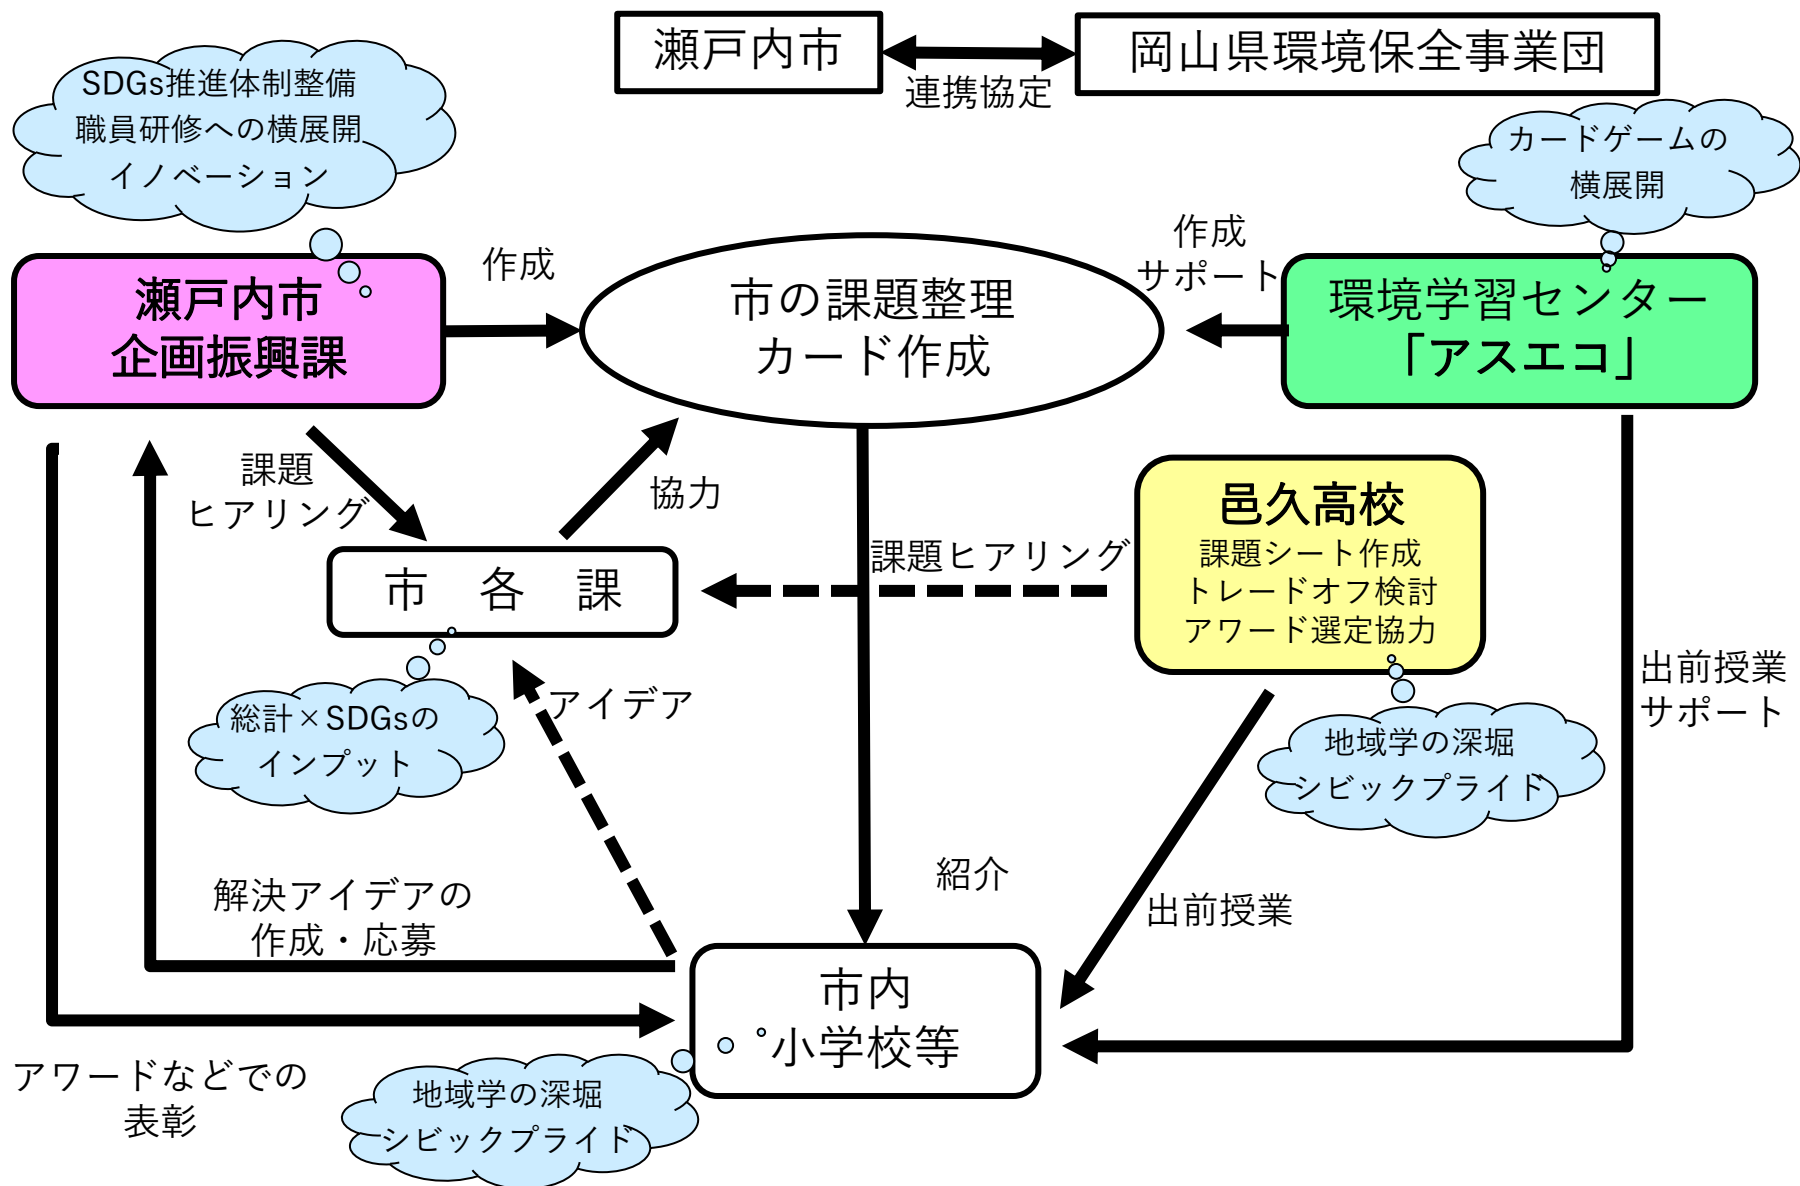 瀬戸内市
岡山県環境保全事業団
連携協定
SDGs推進体制整備
職員研修への横展開
イノベーション
カードゲームの
横展開
瀬戸内市
企画振興課
作成
市の課題整理
カード作成
作成
サポート
環境学習センター
「アスエコ」
課題
ヒアリング
協力
市 各 課
課題ヒアリング
邑久高校
課題シート作成
トレードオフ検討
アワード選定協力
総計×SDGsの
インプット
アイデア
地域学の深堀
シビックプライド
出前授業
サポート
解決アイデアの
作成・応募
紹介
出前授業
市内
小学校等
アワードなどでの
表彰
地域学の深堀
シビックプライド